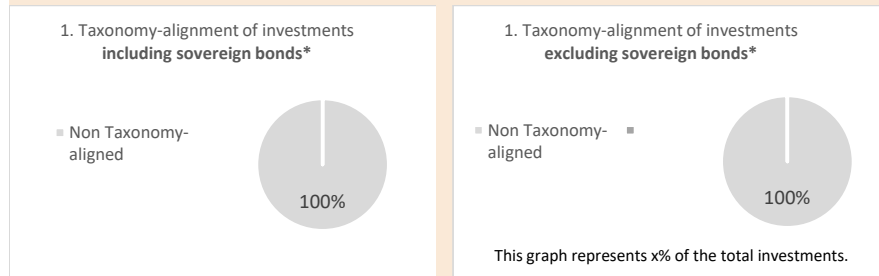 1. Taxonomy-alignment of investments
including sovereign bonds*
Non Taxonomy-
aligned
100%
1. Taxonomy-alignment of investments
excluding sovereign bonds*
Non Taxonomy-
aligned
100%
This graph represents x% of the total investments.